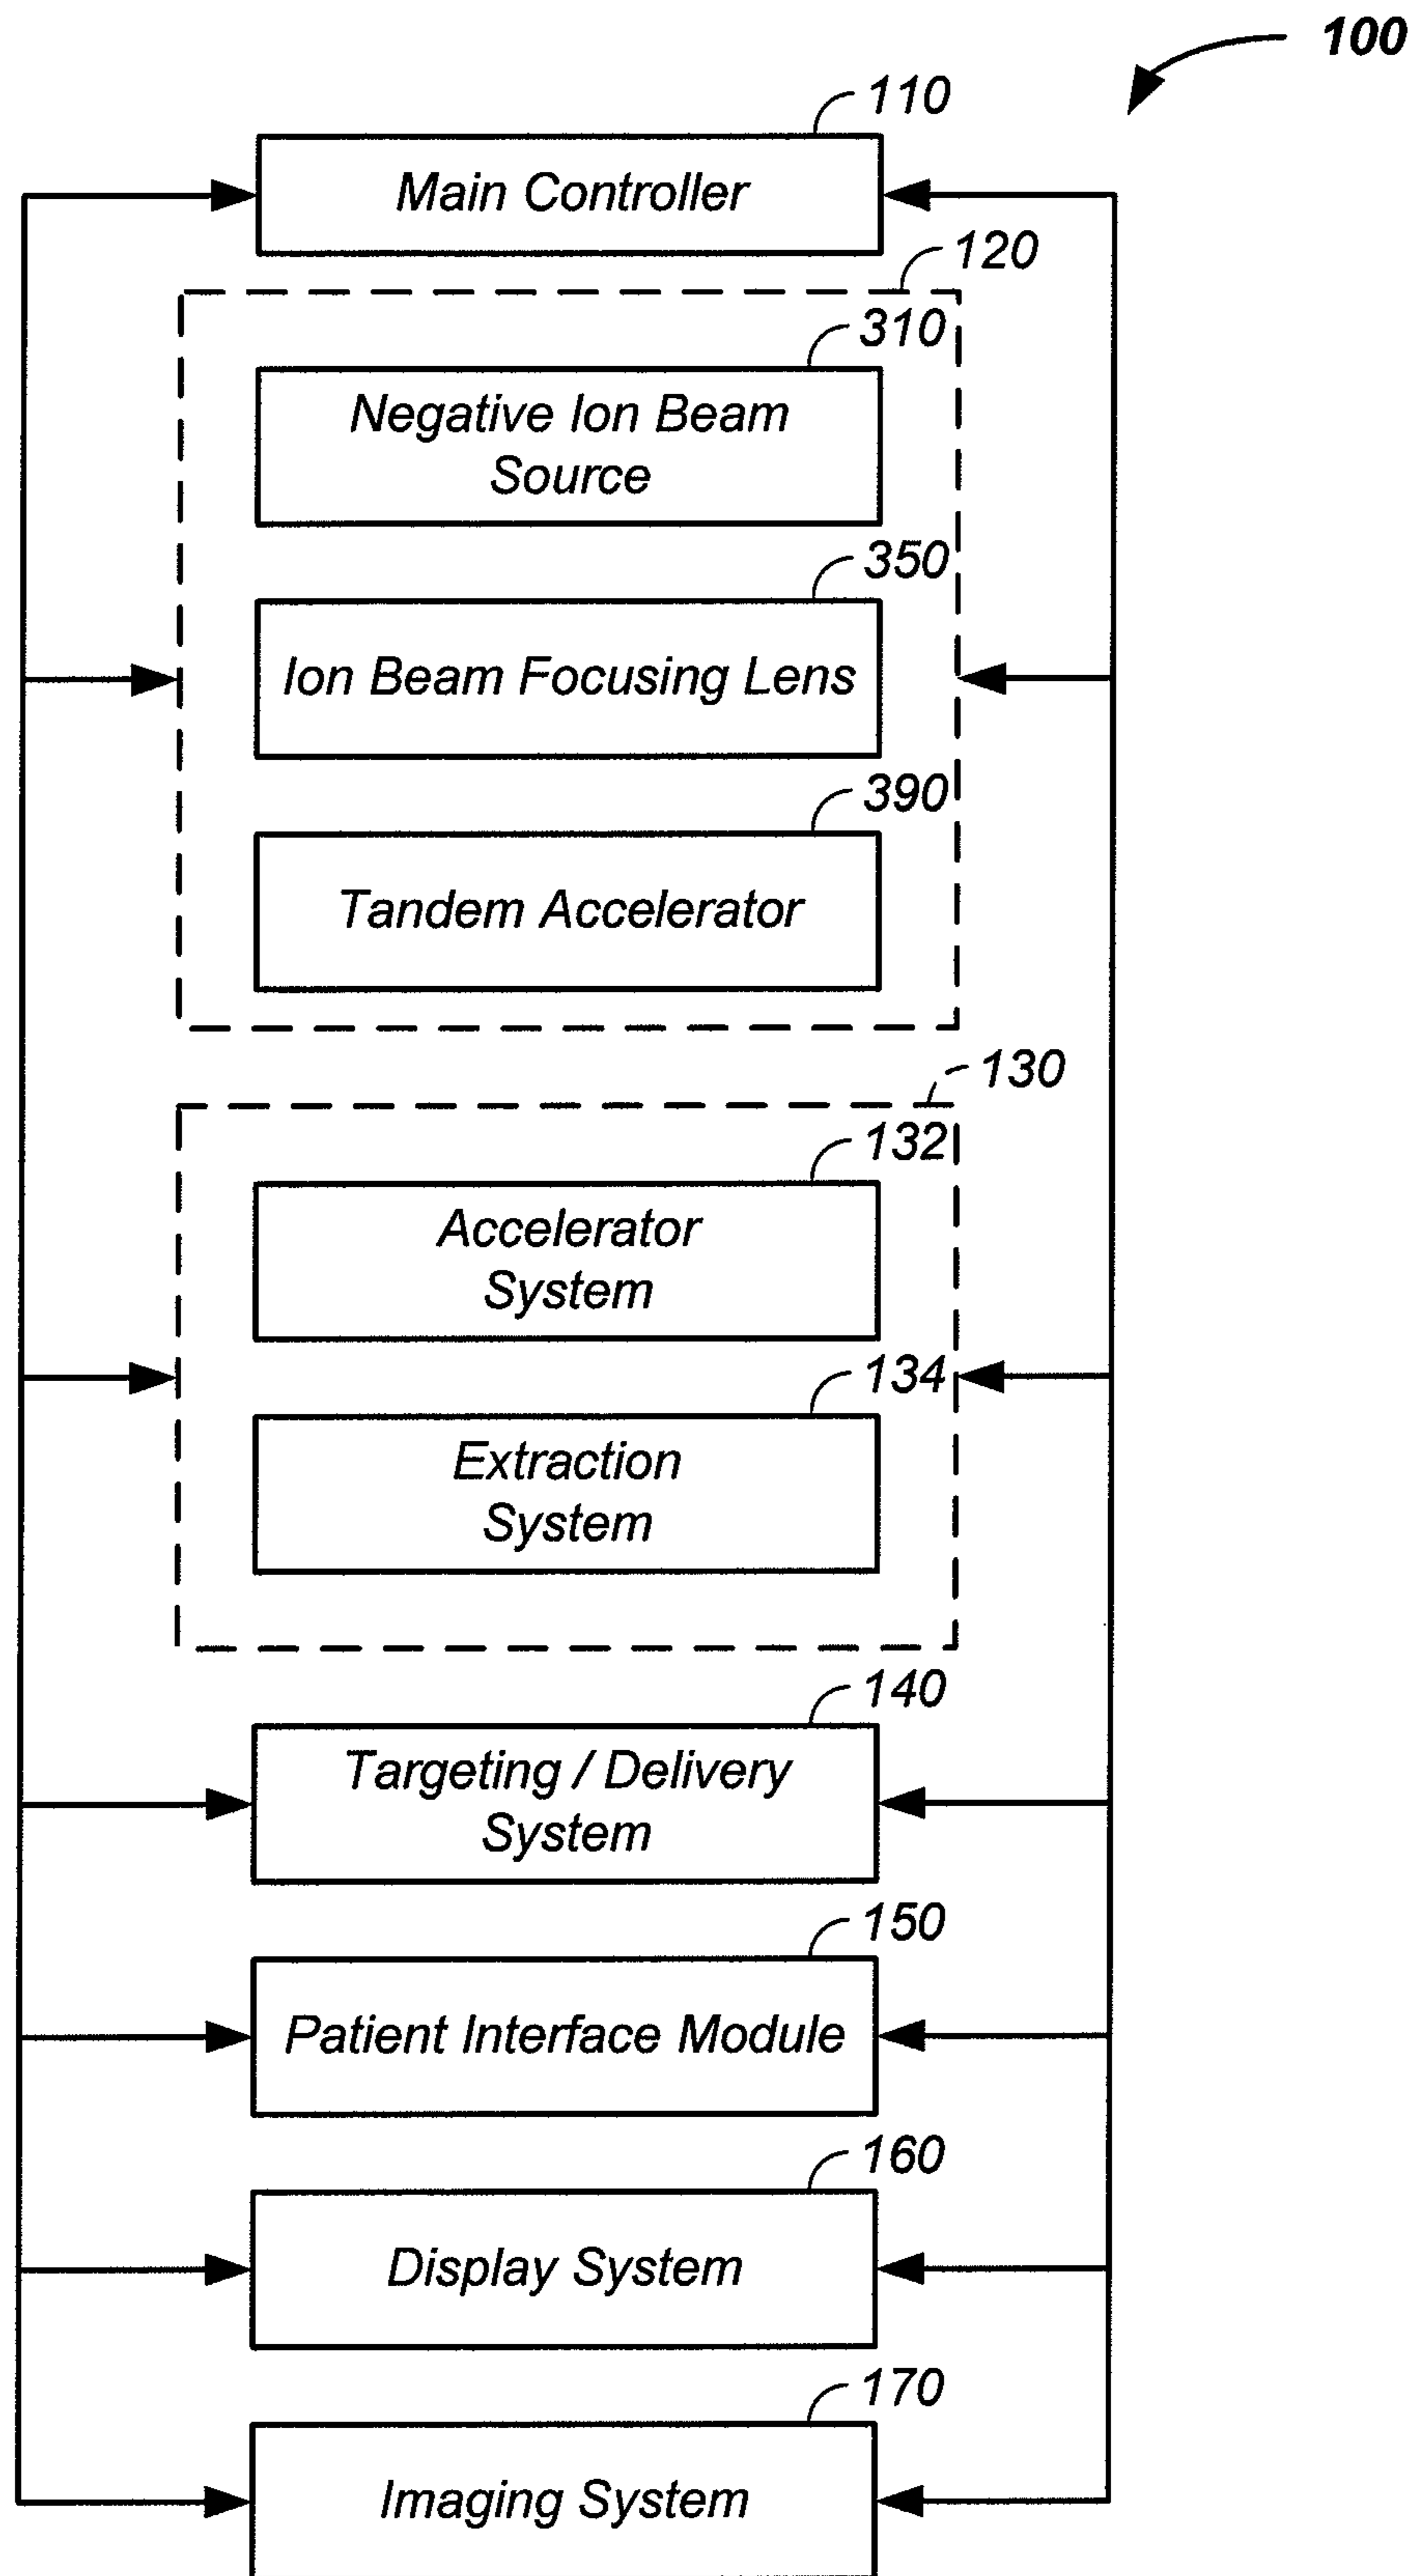 100
110
Main Controller
120
310
Negative Ion Beam
Source
350
Ion Beam Focusing Lens
390
Tandem Accelerator
130
132
Accelerator
System
134
Extraction
System
140
Targeting / Delivery
System
150
Patient Interface Module
160
Display System
170
Imaging System